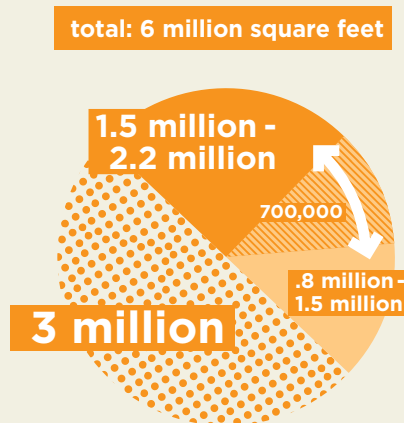 total: 6 million square feet
1.5 million -
2.2 million
700,000
.8 million -
1.5 million
3 million